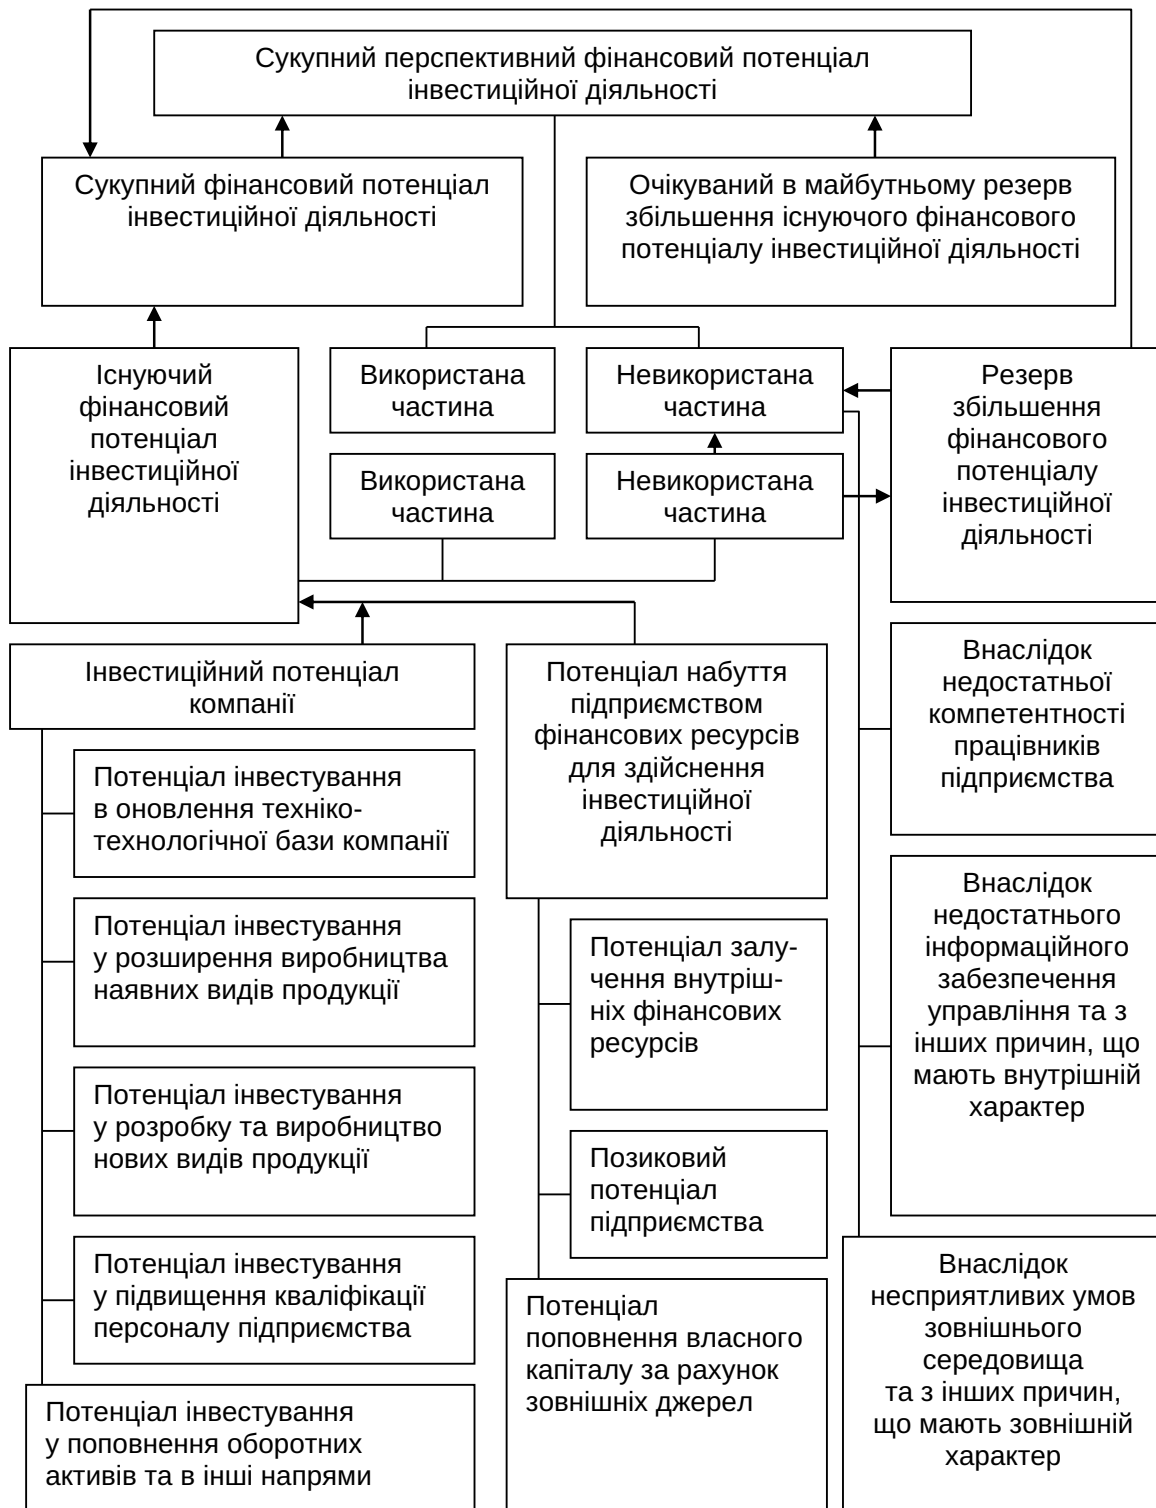 Сукупний перспективний фінансовий потенціал
інвестиційної діяльності
Сукупний фінансовий потенціал
інвестиційної діяльності
Очікуваний в майбутньому резерв
збільшення існуючого фінансового
потенціалу інвестиційної діяльності
Існуючий
фінансовий
потенціал
інвестиційної
діяльності
Використана
частина
Невикористана
частина
Використана
частина
Невикористана
частина
Резерв
збільшення
фінансового
потенціалу
інвестиційної
діяльності
Інвестиційний потенціал
компанії
Потенціал інвестування
в оновлення техніко-
технологічної бази компанії
Потенціал інвестування
у розширення виробництва
наявних видів продукції
Потенціал інвестування
у розробку та виробництво
нових видів продукції
Потенціал інвестування
у підвищення кваліфікації
персоналу підприємства
Потенціал інвестування
у поповнення оборотних
активів та в інші напрями
Потенціал набуття
підприємством
фінансових ресурсів
для здійснення
інвестиційної
діяльності
Потенціал залу-
чення внутріш-
ніх фінансових
ресурсів
Позиковий
потенціал
підприємства
Потенціал
поповнення власного
капіталу за рахунок
зовнішніх джерел
Внаслідок
недостатньої
компетентності
працівників
підприємства
Внаслідок
недостатнього
інформаційного
забезпечення
управління та з
інших причин, що
мають внутрішній
характер
Внаслідок
несприятливих умов
зовнішнього
середовища
та з інших причин,
що мають зовнішній
характер